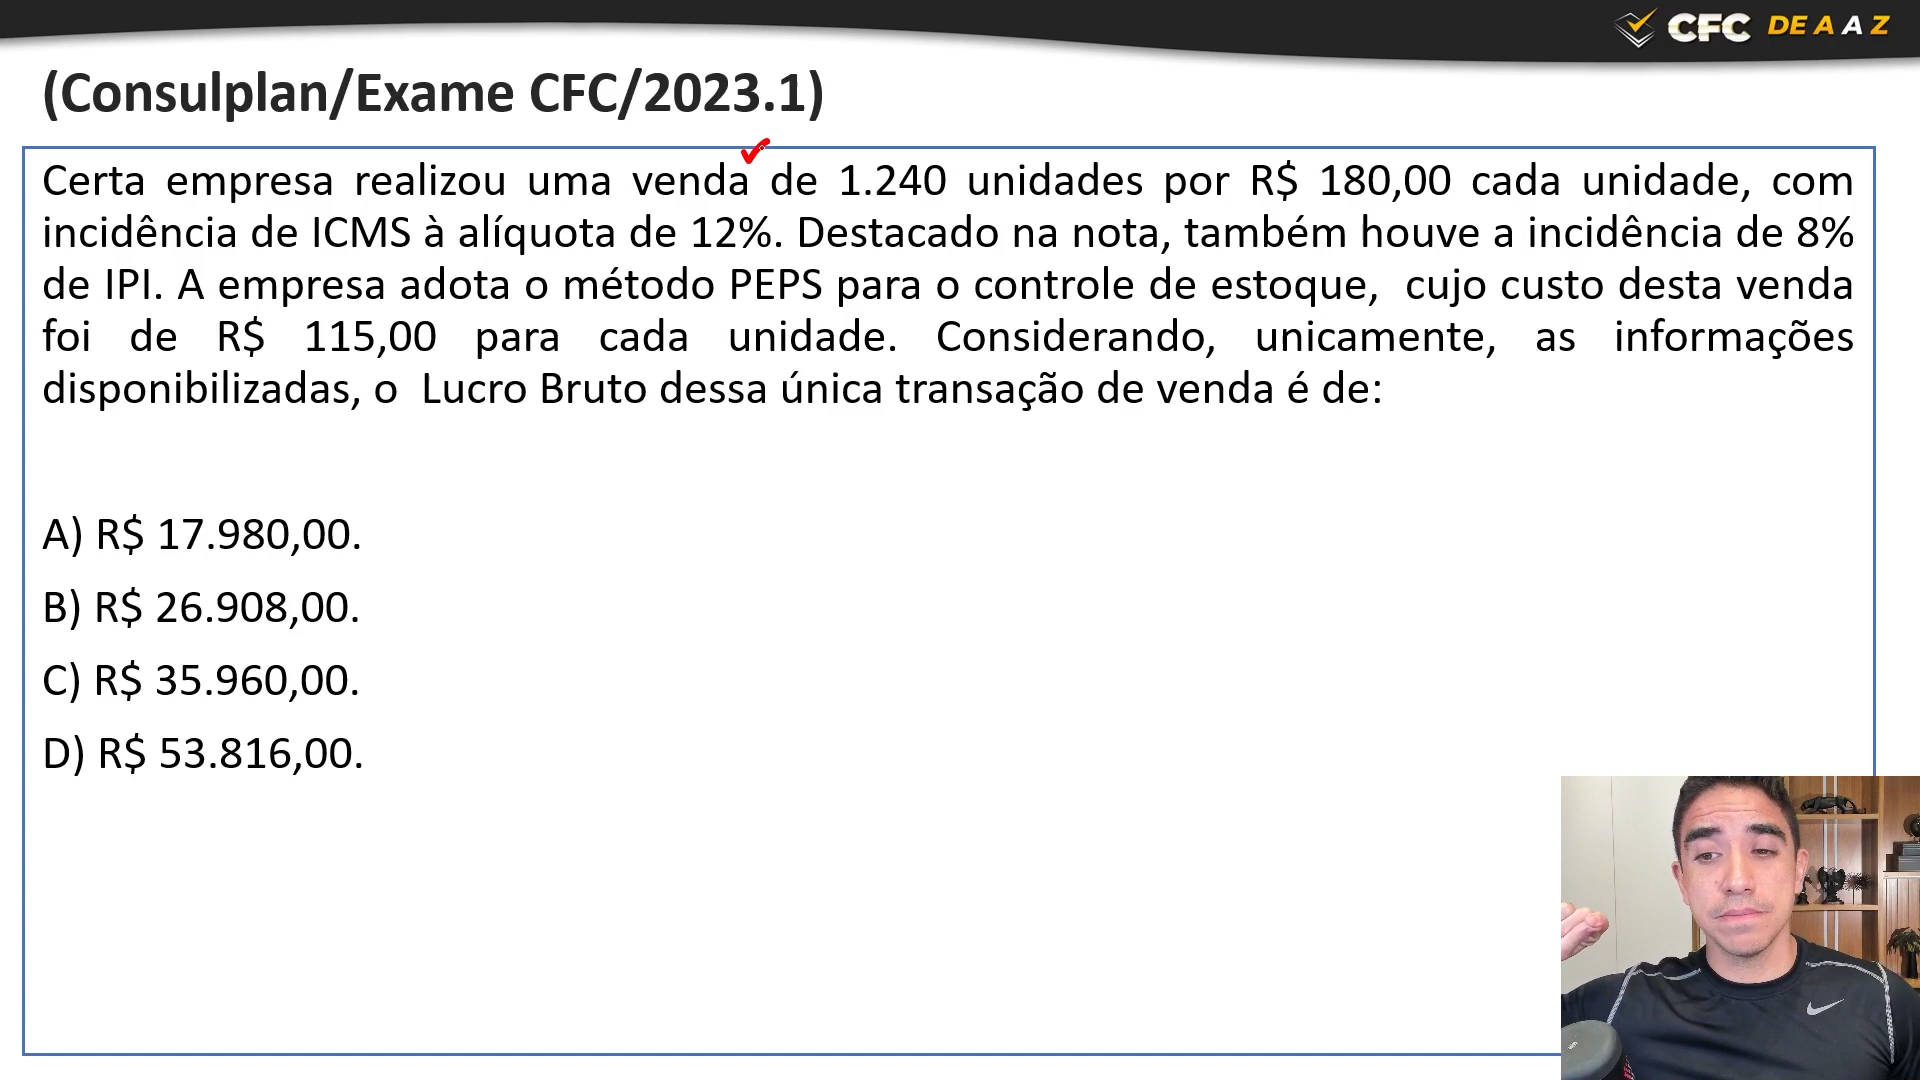 CFC DE A A Z
(Consulplan/Exame CFC/2023.1)
Certa empresa realizou uma venda de 1.240 unidades por R$ 180,00 cada unidade, com
incidência de ICMS à alíquota de 12%. Destacado na nota, também houve a incidência de 8%
de IPI. A empresa adota o método PEPS para o controle de estoque, cujo custo desta venda
foi de R$ 115,00 para cada unidade. Considerando, unicamente, as informações
disponibilizadas, o Lucro Bruto dessa única transação de venda é de:
A) R$ 17.980,00.
B) R$ 26.908,00.
C) R$ 35.960,00.
D) R$ 53.816,00.